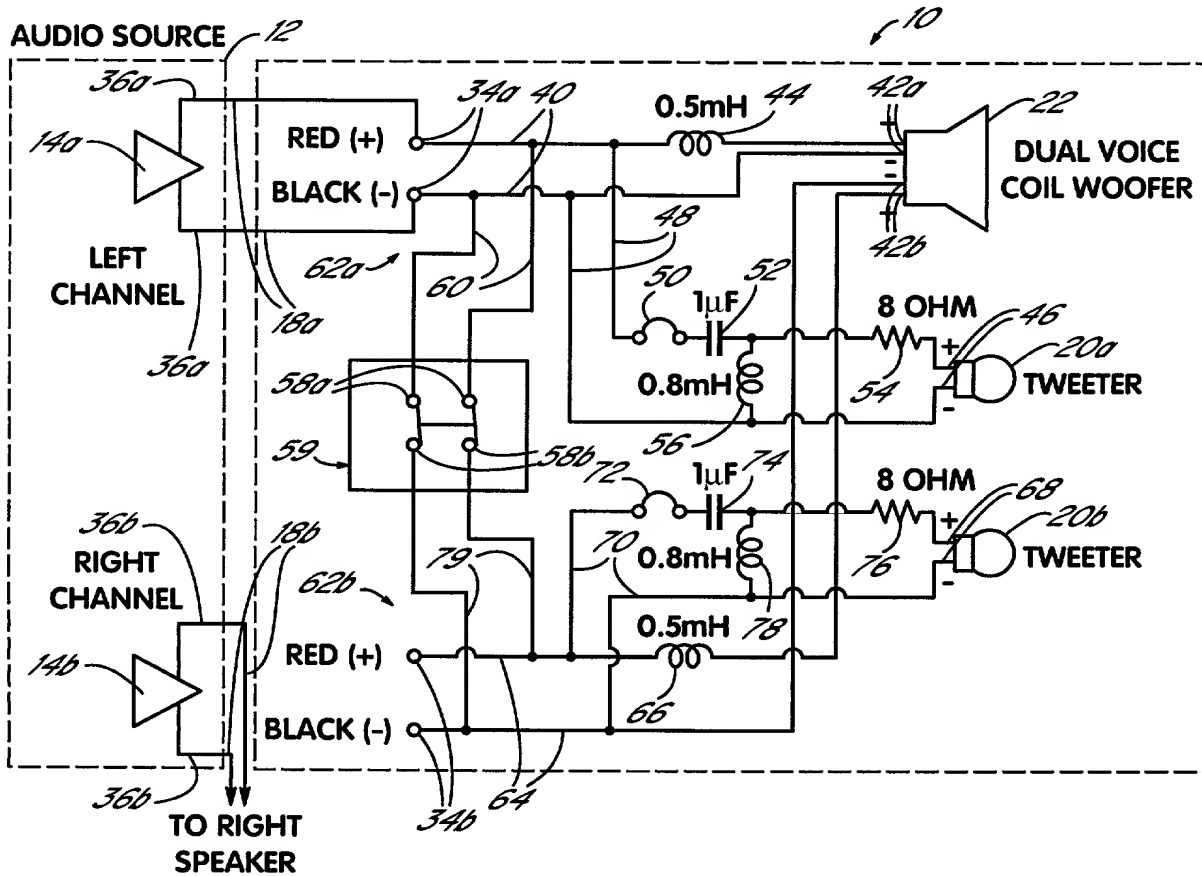 10
AUDIO SOURCE
12
36a
34a
40
0.5mH
44
42a
22
14a
RED (+)
+
DUAL VOICE
COIL WOOFER
BLACK (-)
-
-
+
42b
LEFT
CHANNEL
62a
60
48
50
52
1µF
8 OHM
46
18a
36a
+
20a
58a
0.8mH
54
TWEETER
-
56
59
58b
72
74
1µF
8 OHM
68
36b
18b
+
20b
RIGHT
CHANNEL
79
70
0.8mH
76
TWEETER
-
62b
78
0.5mH
14b
RED (+)
66
BLACK (-)
36b
34b
64
TO RIGHT
SPEAKER